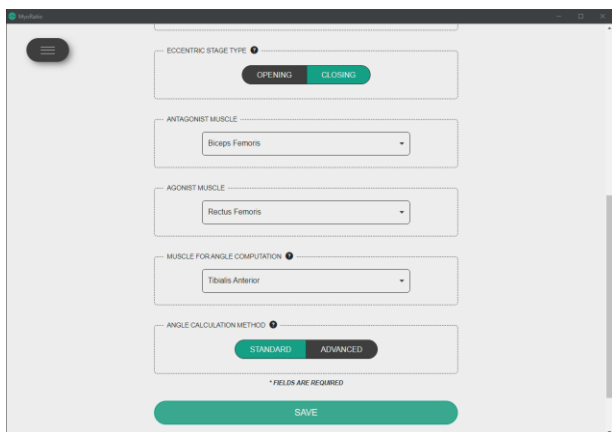 MyoRatio
ECCENTRIC STAGE TYPE ?
OPENING CLOSING
ANTAGONIST MUSCLE
Biceps Femoris
AGONIST MUSCLE
Rectus Femoris
MUSCLE FOR ANGLE COMPUTATION ?
Tibialis Anterior
ANGLE CALCULATION METHOD ?
STANDARD ADVANCED
* FIELDS ARE REQUIRED
SAVE